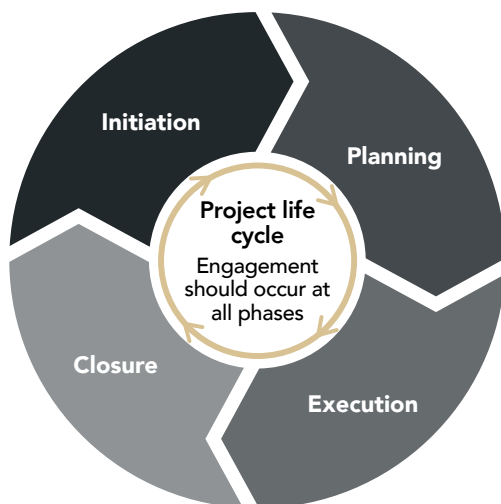 Initiation
Planning
Project life
cycle
Engagement
should occur at
all phases
Closure
Execution